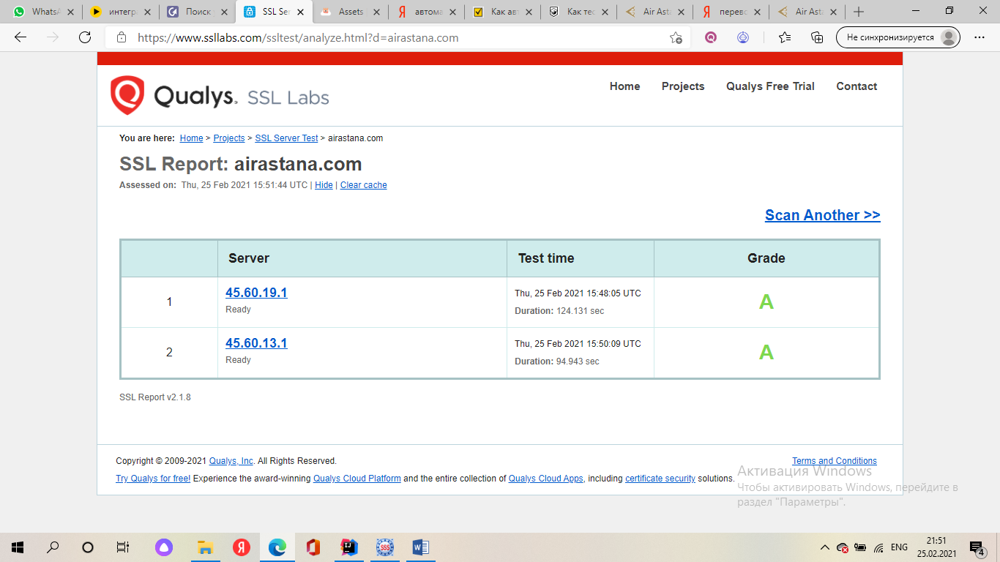 WhatsA
интегр
Поиск
SSL Ser
Assets
автома
Как авт
Как тес
Air Asta
перево
Air Asta
https://www.ssllabs.com/ssltest/analyze.html?d=airastana.com
Не синхронизируется
Qualys. SSL Labs
Home Projects Qualys Free Trial Contact
You are here: Home > Projects > SSL Server Test > airastana.com
SSL Report: airastana.com
Assessed on: Thu, 25 Feb 2021 15:51:44 UTC | Hide | Clear cache
Scan Another >>
Server Test time Grade
1 45.60.19.1 Thu, 25 Feb 2021 15:48:05 UTC A
Ready Duration: 124.131 sec
2 45.60.13.1 Thu, 25 Feb 2021 15:50:09 UTC A
Ready Duration: 94.943 sec
SSL Report v2.1.8
Copyright © 2009-2021 Qualys, Inc. All Rights Reserved. Terms and Conditions
Try Qualys for free! Experience the award-winning Qualys Cloud Platform and the entire collection of Qualys Cloud Apps, including certificate security solutions.
Активация Windows
Чтобы активировать Windows, перейдите в
раздел "Параметры".
SSS
ENG
21:51
25.02.2021
4